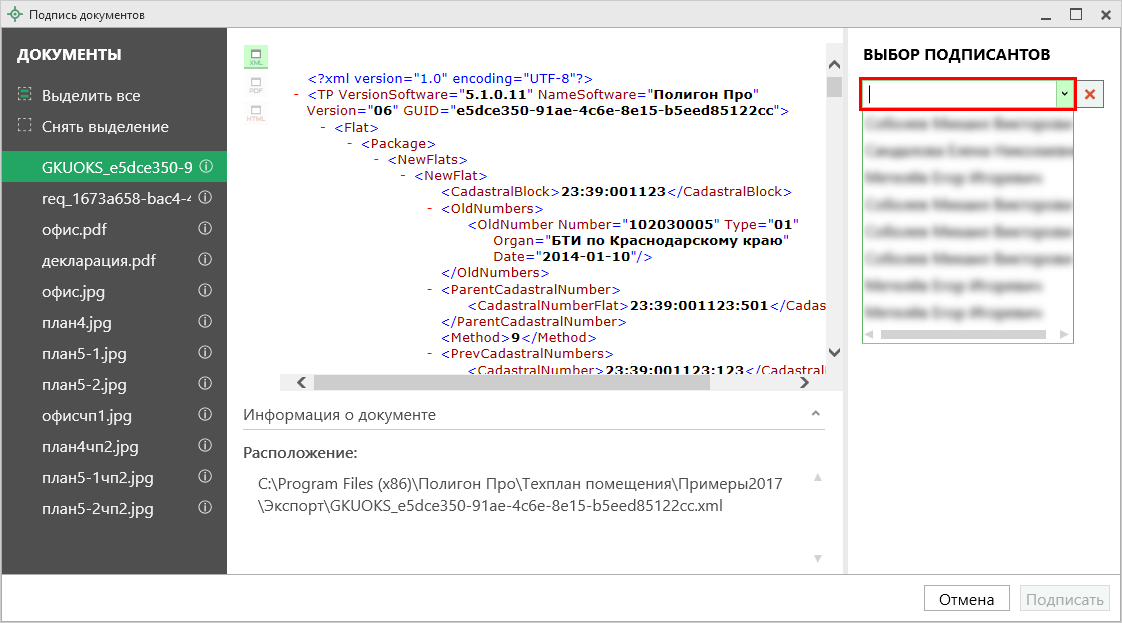 Подпись документов
ДОКУМЕНТЫ
Выделить все
Снять выделение
GKUOKS_e5dce350-9
req_1673a658-bac4-4
офис.pdf
декларация.pdf
офис.jpg
план4.jpg
план5-1.jpg
план5-2.jpg
офисчп1.jpg
план4чп2.jpg
план5-1чп2.jpg
план5-2чп2.jpg
XML
PDF
HTML
<?xml version="1.0" encoding="UTF-8"?>
- <TP VersionSoftware="5.1.0.11" NameSoftware="Полигон Про"
Version="06" GUID="e5dce350-91ae-4c6e-8e15-b5eed85122cc">
- <Flat>
- <Package>
- <NewFlats>
- <NewFlat>
<CadastralBlock>23:39:001123</CadastralBlock>
- <OldNumbers>
<OldNumber Number="102030005" Type="01"
Organ="БТИ по Краснодарскому краю"
Date="2014-01-10"/>
</OldNumbers>
- <ParentCadastralNumber>
<CadastralNumberFlat>23:39:001123:501</Cadas
</ParentCadastralNumber>
<Method>9</Method>
- <PrevCadastralNumbers>
<CadastralNumber>23:39:001123:123</Cadastral
Информация о документе
Расположение:
C:\Program Files (x86)\Полигон Про\Техплан помещения\Примеры2017
\Экспорт\GKUOKS_e5dce350-91ae-4c6e-8e15-b5eed85122cc.xml
ВЫБОР ПОДПИСАНТОВ
Отмена
Подписать